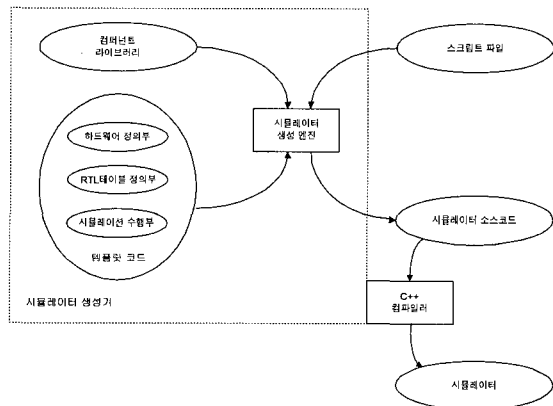 컴퍼넌트
라이브러리
스크립트 파일
시뮬레이터
생성 엔진
하드웨어 정의부
RTL테이블 정의부
시뮬레이션 수행부
템플릿 코드
시뮬레이터 소스코드
시뮬레이터 생성기
C++
컴파일러
시뮬레이터